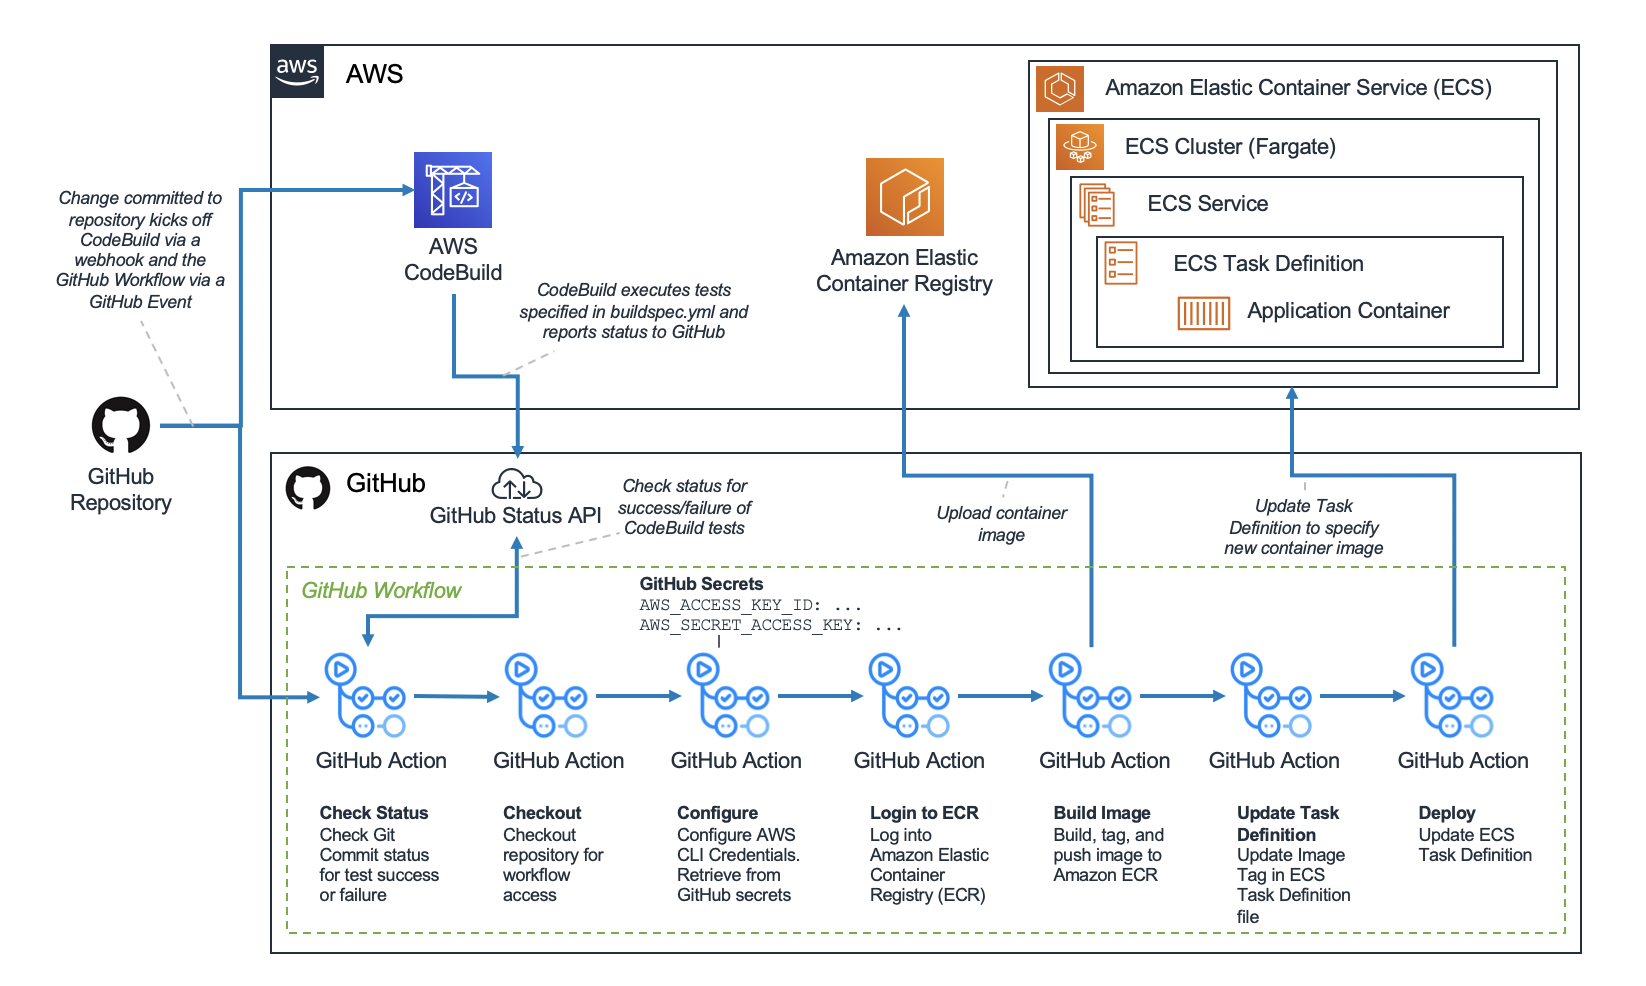 aws
AWS
Amazon Elastic Container Service (ECS)
ECS Cluster (Fargate)
ECS Service
ECS Task Definition
Application Container
Change committed to
repository kicks off
CodeBuild via a
webhook and the
GitHub Workflow via a
GitHub Event
</>
AWS
CodeBuild
Amazon Elastic
Container Registry
CodeBuild executes tests
specified in buildspec.yml and
reports status to GitHub
GitHub
Repository
GitHub
GitHub Status API
Check status for
success/failure of
CodeBuild tests
Upload container
image
Update Task
Definition to specify
new container image
GitHub Workflow
GitHub Secrets
AWS_ACCESS_KEY_ID: ...
AWS_SECRET_ACCESS_KEY: ...
GitHub Action
GitHub Action
GitHub Action
GitHub Action
GitHub Action
GitHub Action
GitHub Action
Check Status
Check Git
Commit status
for test success
or failure
Checkout
Checkout
repository for
workflow
access
Configure
Configure AWS
CLI Credentials.
Retrieve from
GitHub secrets
Login to ECR
Log into
Amazon Elastic
Container
Registry (ECR)
Build Image
Build, tag, and
push image to
Amazon ECR
Update Task
Definition
Update Image
Tag in ECS
Task Definition
file
Deploy
Update ECS
Task Definition